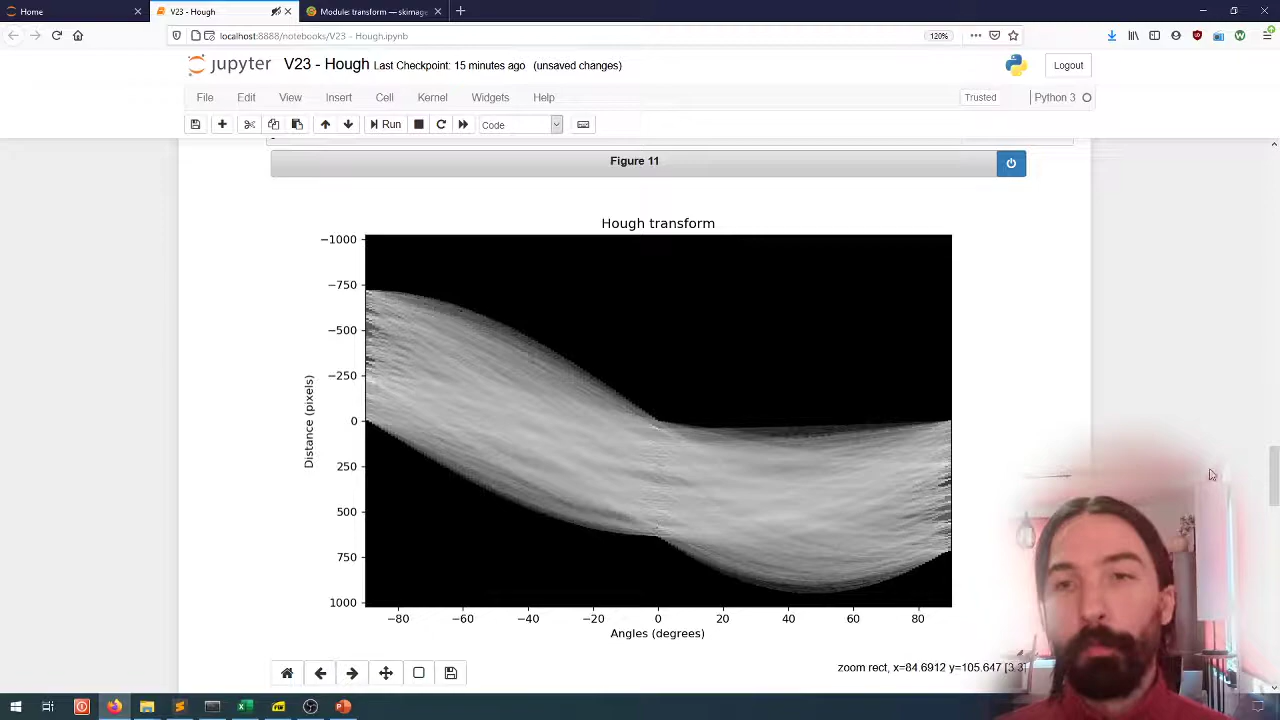 Home
V23 - Hough
Module: transform — skimage
localhost:8888/notebooks/V23 - Hough.ipynb
120%
jupyter V23 - Hough Last Checkpoint: 15 minutes ago (unsaved changes)
Logout
File Edit View Insert Cell Kernel Widgets Help
Trusted
Python 3
Run
Code
Figure 11
Hough transform
−1000
−750
−500
−250
0
250
500
750
1000
Distance (pixels)
−80 −60 −40 −20 0 20 40 60 80
Angles (degrees)
zoom rect, x=84.6912 y=105.647 [3.3